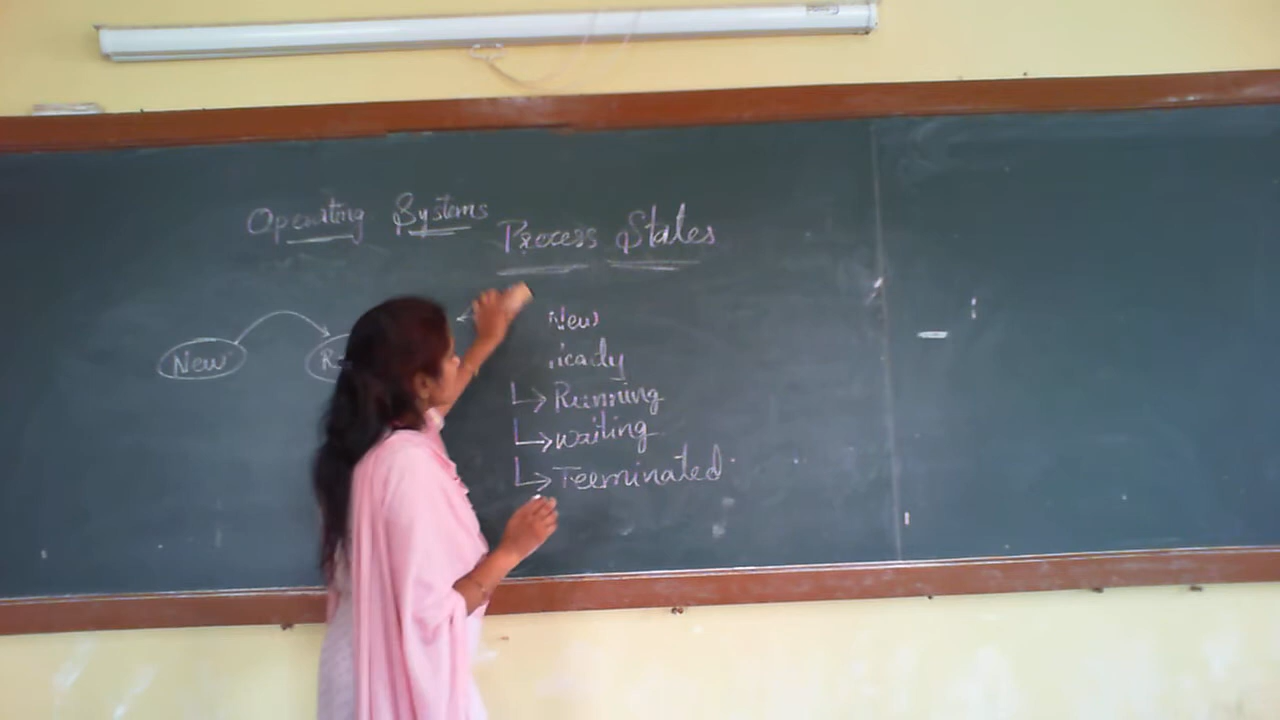 Operating Systems
Process States
New
New
Ready
Running
Waiting
Terminated